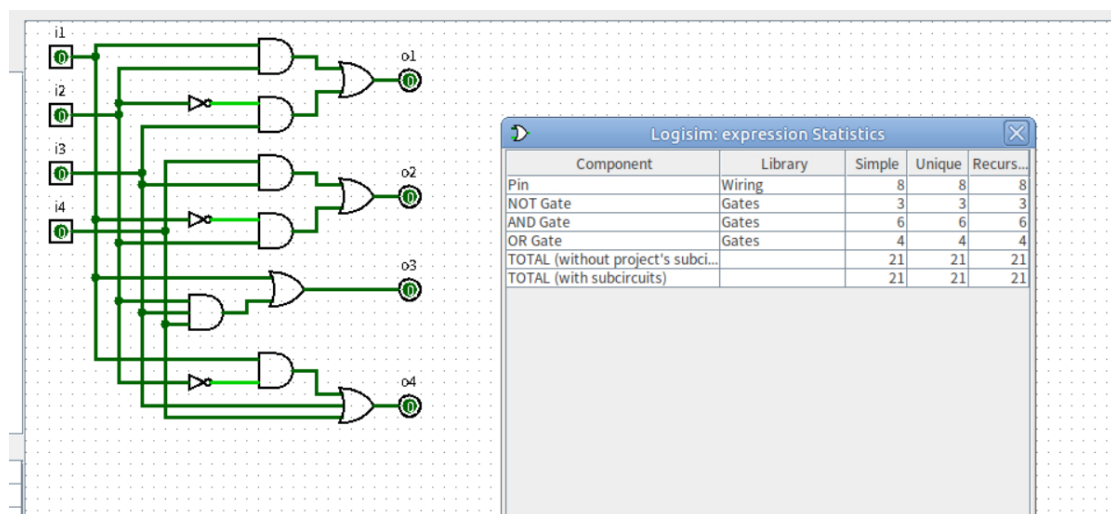 i1
0
i2
0
i3
0
i4
0
o1
0
o2
0
o3
0
o4
0
Logisim: expression Statistics
Component Library Simple Unique Recurs...
Pin Wiring 8 8 8
NOT Gate Gates 3 3 3
AND Gate Gates 6 6 6
OR Gate Gates 4 4 4
TOTAL (without project's subci... 21 21 21
TOTAL (with subcircuits) 21 21 21